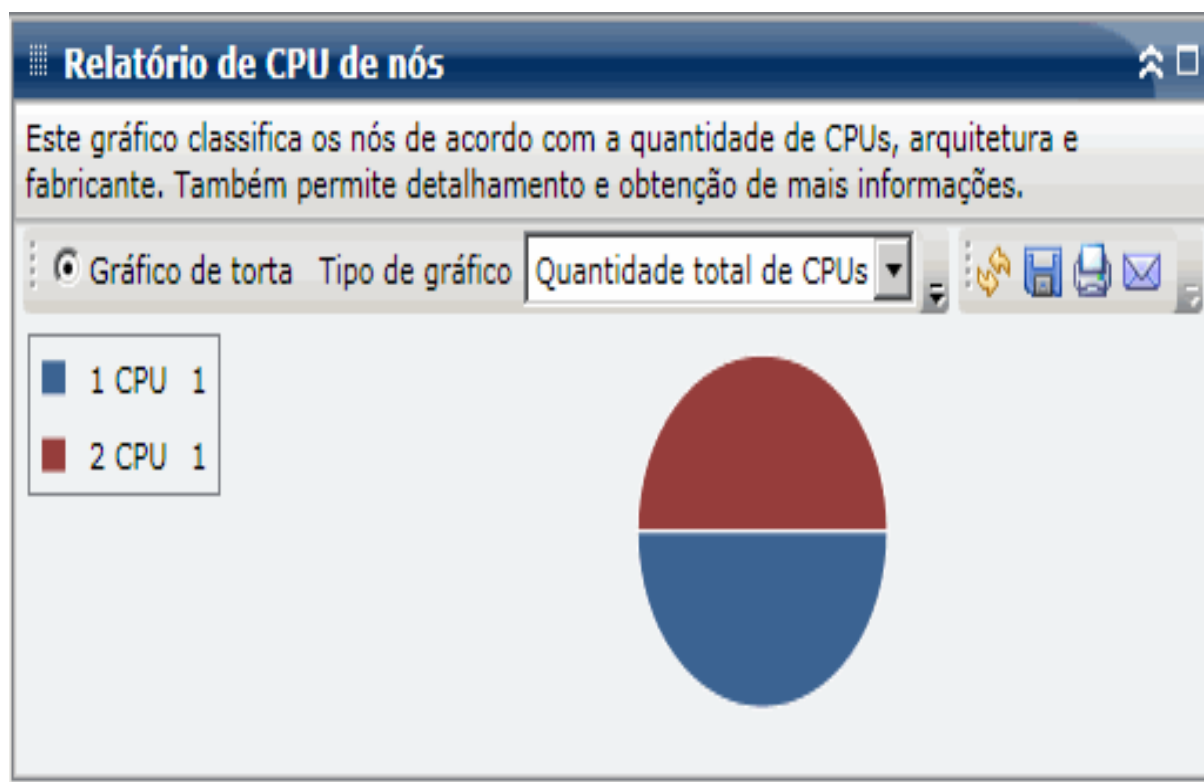 Relatório de CPU de nós
Este gráfico classifica os nós de acordo com a quantidade de CPUs, arquitetura e
fabricante. Também permite detalhamento e obtenção de mais informações.
Gráfico de torta Tipo de gráfico Quantidade total de CPUs
1 CPU 1
2 CPU 1